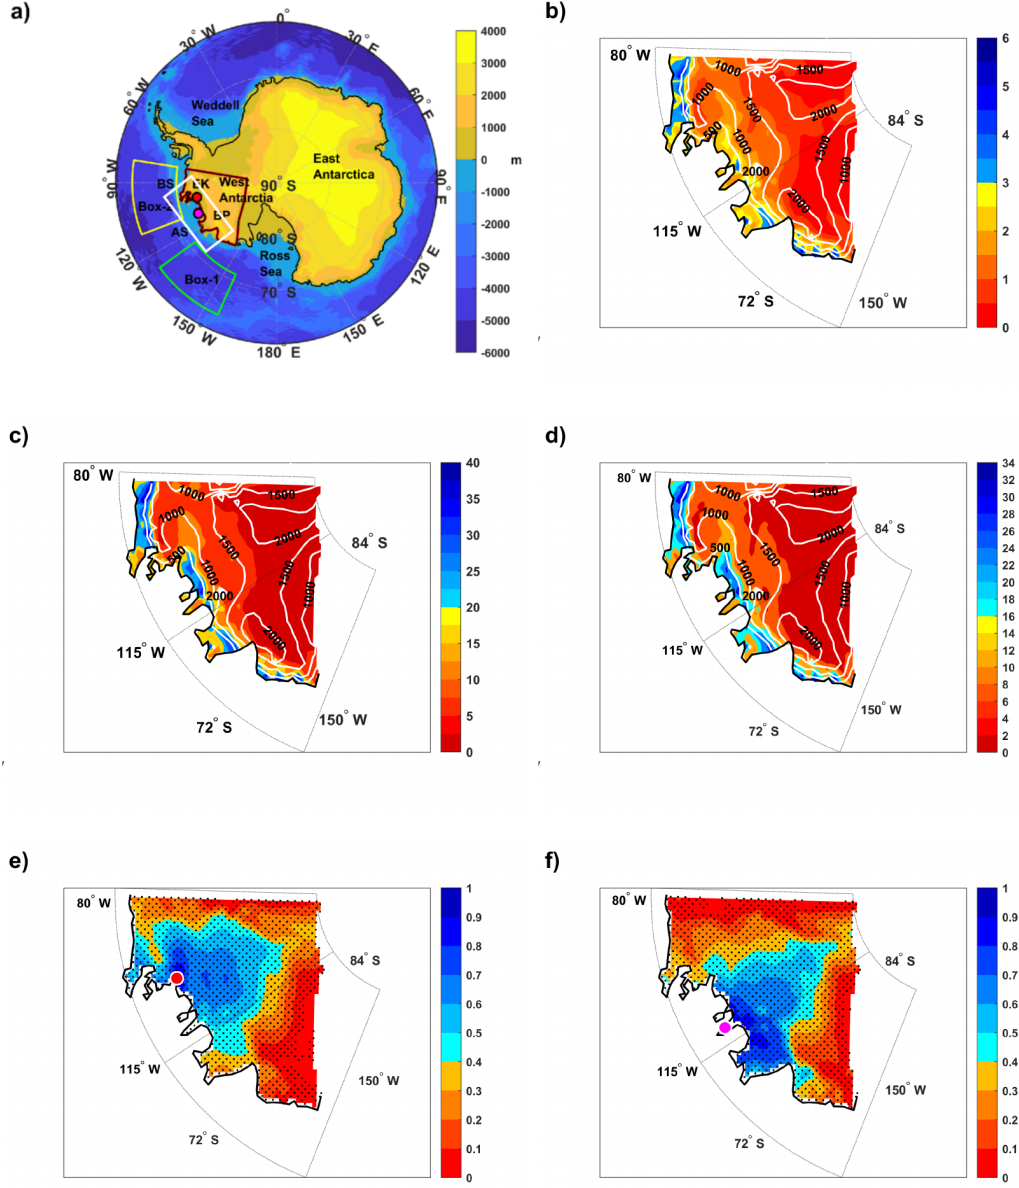 a)
0°
30° W
30° E
60° W
60° E
90° W
90° E
120° W
120° E
150° W
150° E
180° E
Weddell
Sea
East
Antarctica
West
Antarctia
90° S
80° S
70° S
Ross
Sea
BS
EK
BP
AS
Box-2
Box-1
4000
3000
2000
1000
0
-1000
-2000
-3000
-4000
-5000
-6000
m
b)
80° W
84° S
115° W
72° S
150° W
1000
1500
1000
1500
2000
500
1000
1500
1000
2000
2000
6
5
4
3
2
1
0
c)
80° W
84° S
115° W
72° S
150° W
1000
1500
1000
1500
2000
500
1000
1500
1000
2000
2000
40
35
30
25
20
15
10
5
0
d)
80° W
84° S
115° W
72° S
150° W
1000
1500
1000
1500
2000
500
1000
1500
1000
2000
2000
34
32
30
28
26
24
22
20
18
16
14
12
10
8
6
4
2
0
e)
80° W
84° S
115° W
72° S
150° W
1
0.9
0.8
0.7
0.6
0.5
0.4
0.3
0.2
0.1
0
f)
80° W
84° S
115° W
72° S
150° W
1
0.9
0.8
0.7
0.6
0.5
0.4
0.3
0.2
0.1
0